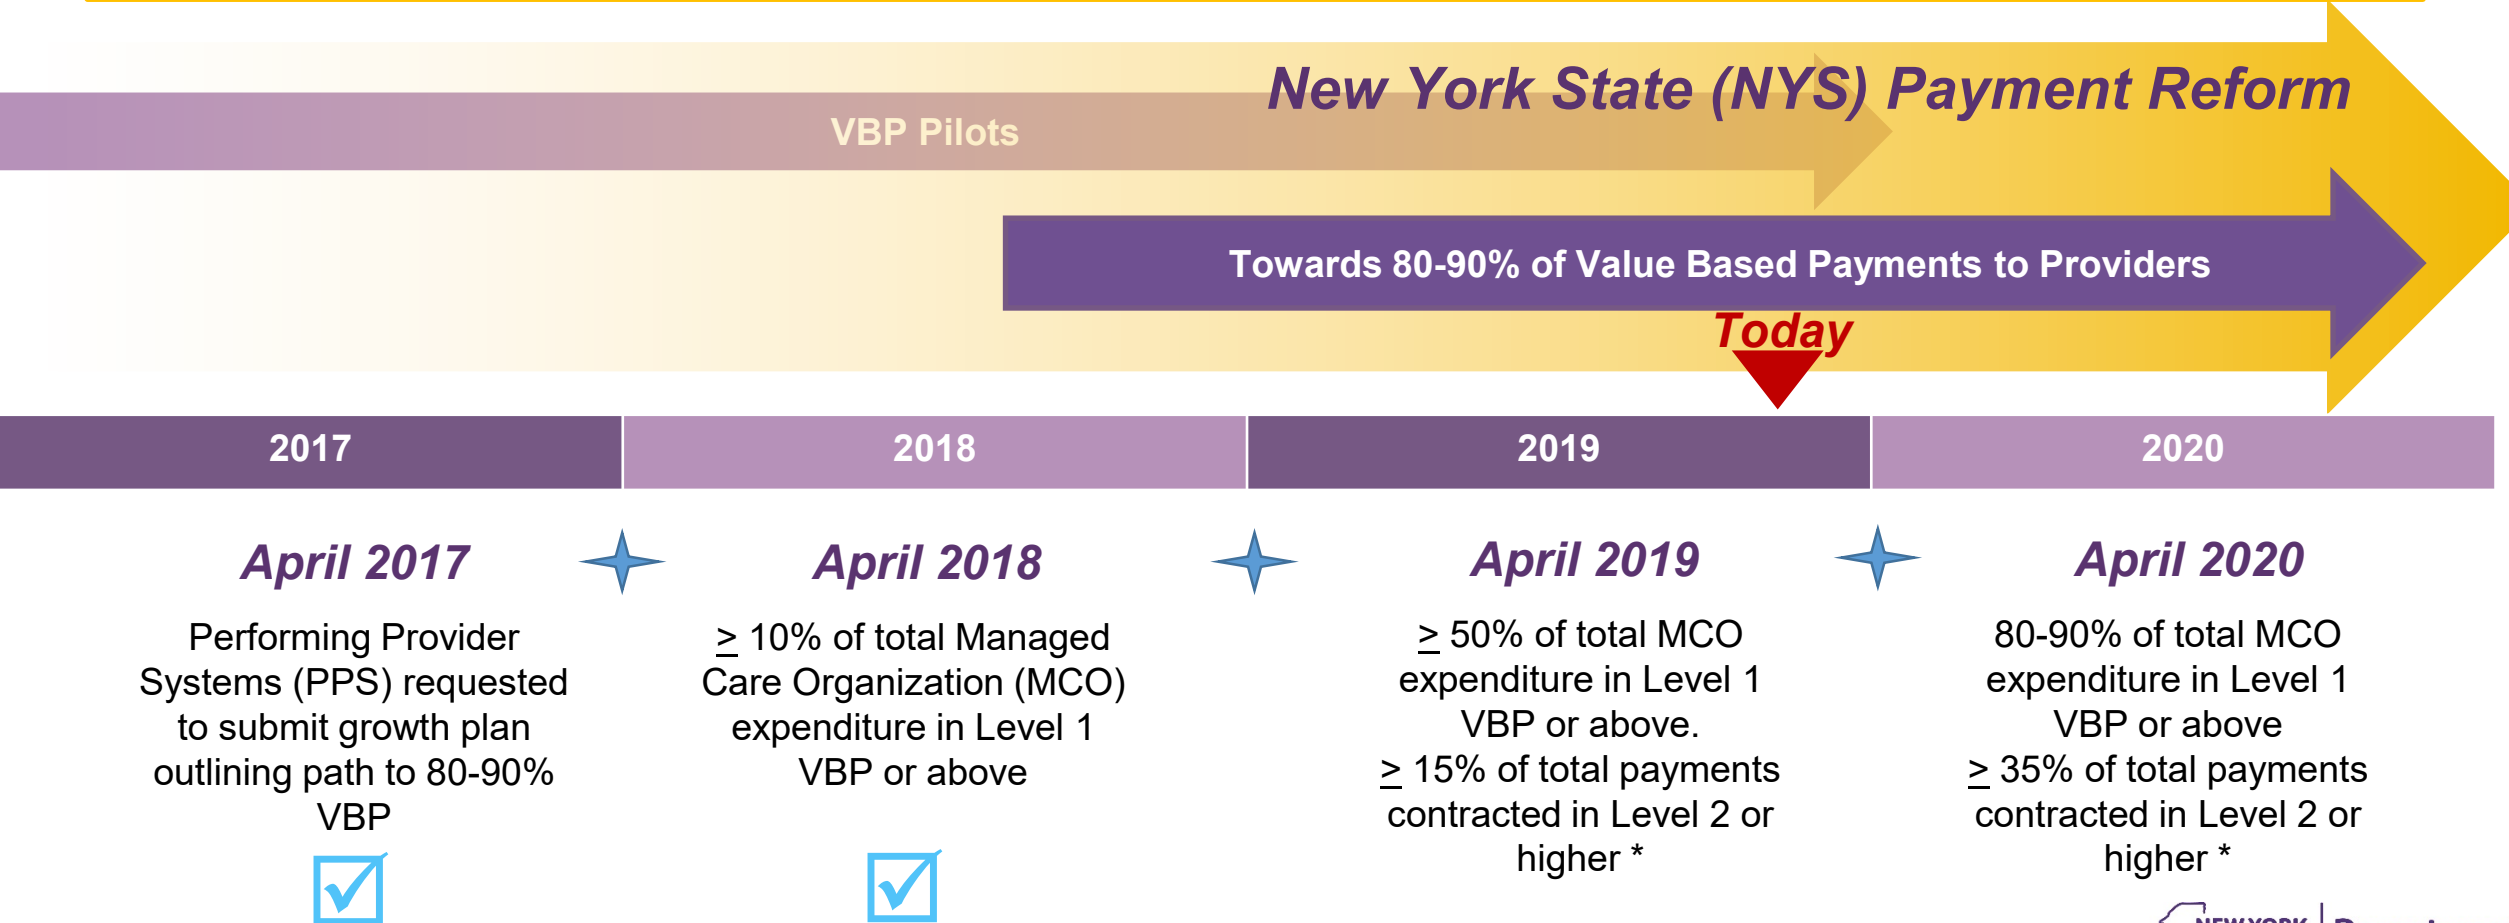 New York State (NYS) Payment Reform
VBP Pilots
Towards 80-90% of Value Based Payments to Providers
Today
2017
2018
2019
2020
April 2017
Performing Provider
Systems (PPS) requested
to submit growth plan
outlining path to 80-90%
VBP
April 2018
> 10% of total Managed
Care Organization (MCO)
expenditure in Level 1
VBP or above
April 2019
> 50% of total MCO
expenditure in Level 1
VBP or above.
> 15% of total payments
contracted in Level 2 or
higher *
April 2020
80-90% of total MCO
expenditure in Level 1
VBP or above
> 35% of total payments
contracted in Level 2 or
higher *
NEW YORK